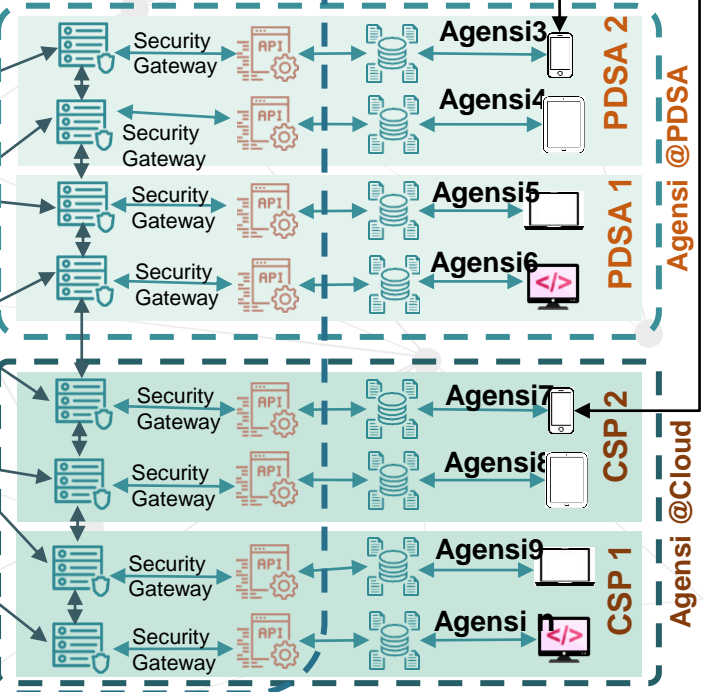 Security
Gateway
API
Agensi3
PDSA 2
Security
Gateway
API
Agensi4
Agensi @PDSA
Security
Gateway
API
Agensi5
PDSA 1
Security
Gateway
API
Agensi6
</>
Security
Gateway
API
Agensi7
CSP 2
Security
Gateway
API
Agensi8
Agensi @Cloud
Security
Gateway
API
Agensi9
CSP 1
Security
Gateway
API
Agensi n
</>